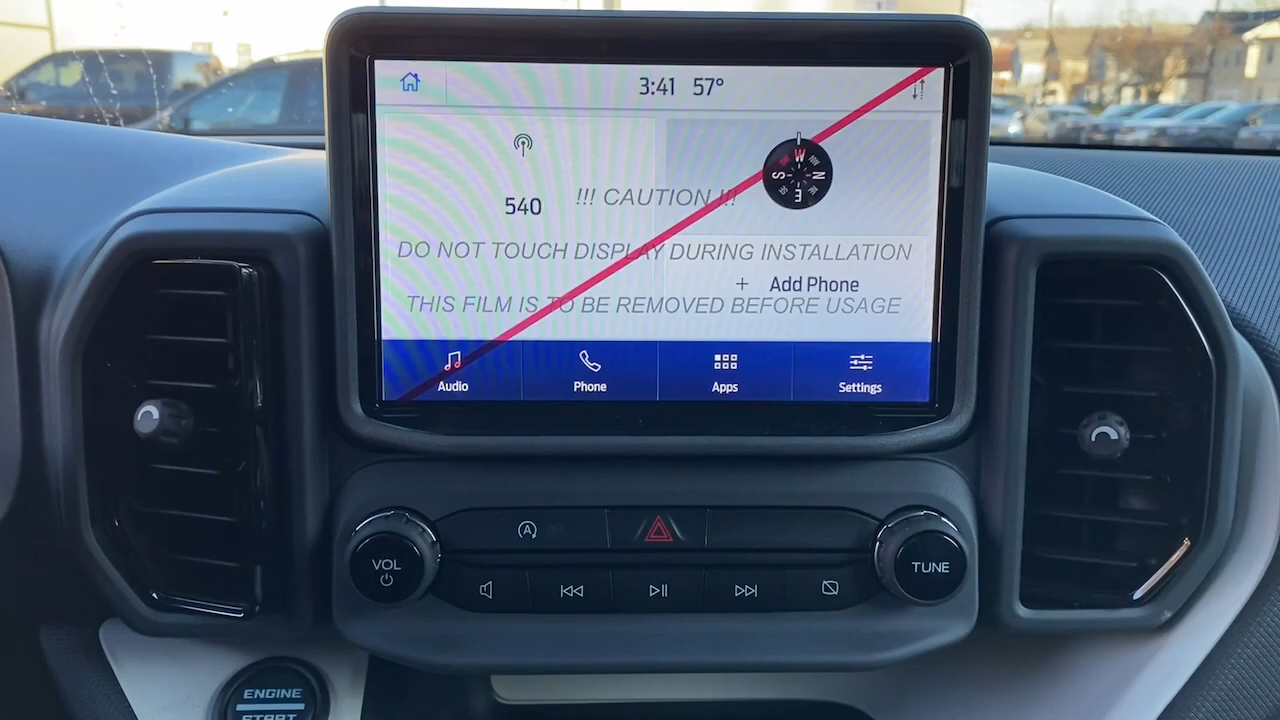 3:41 57°
540
!!! CAUTION !!!
W
N
S
E
DO NOT TOUCH DISPLAY DURING INSTALLATION
+ Add Phone
THIS FILM IS TO BE REMOVED BEFORE USAGE
Audio
Phone
Apps
Settings
A
VOL
TUNE
ENGINE
START